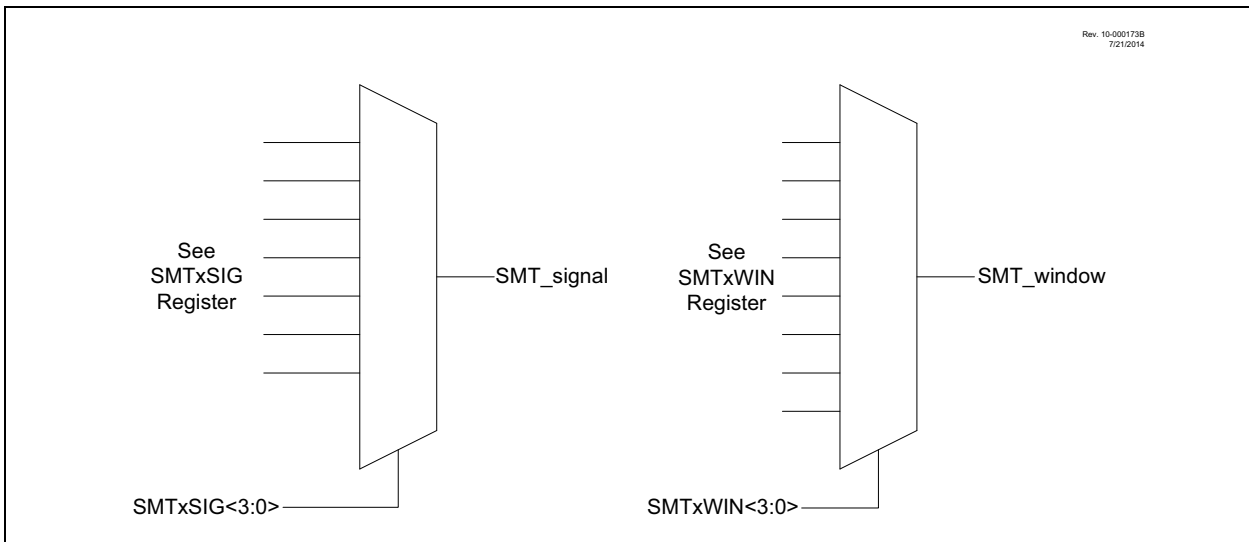 Rev. 10-000173B
7/21/2014
See
SMTxSIG
Register
SMT_signal
SMTxSIG<3:0>
See
SMTxWIN
Register
SMT_window
SMTxWIN<3:0>